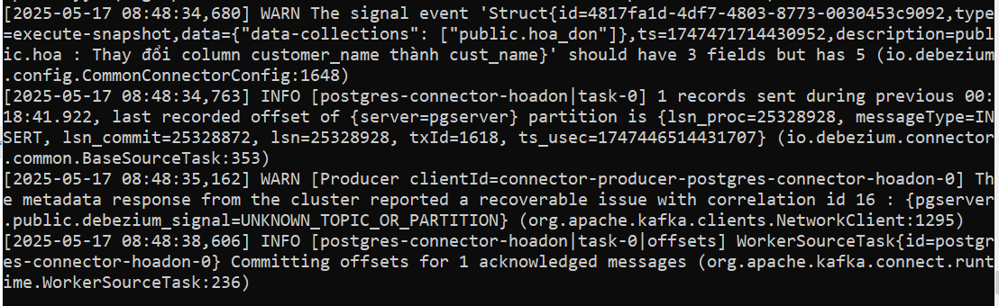 [2025-05-17 08:48:34,680] WARN The signal event 'Struct{id=4817fa1d-4df7-4803-8773-0030453c9092,type
=execute-snapshot,data={"data-collections": ["public.hoa_don"]},ts=1747471714430952,description=publ
ic.hoa : Thay đổi column customer_name thành cust_name}' should have 3 fields but has 5 (io.debezium
.config.CommonConnectorConfig:1648)
[2025-05-17 08:48:34,763] INFO [postgres-connector-hoadon|task-0] 1 records sent during previous 00:
18:41.922, last recorded offset of {server=pgserver} partition is {lsn_proc=25328928, messageType=IN
SERT, lsn_commit=25328872, lsn=25328928, txId=1618, ts_usec=1747446514431707} (io.debezium.connector
.common.BaseSourceTask:353)
[2025-05-17 08:48:35,162] WARN [Producer clientId=connector-producer-postgres-connector-hoadon-0] Th
e metadata response from the cluster reported a recoverable issue with correlation id 16 : {pgserver
.public.debezium_signal=UNKNOWN_TOPIC_OR_PARTITION} (org.apache.kafka.clients.NetworkClient:1295)
[2025-05-17 08:48:38,606] INFO [postgres-connector-hoadon|task-0|offsets] WorkerSourceTask{id=postgr
es-connector-hoadon-0} Committing offsets for 1 acknowledged messages (org.apache.kafka.connect.runt
ime.WorkerSourceTask:236)